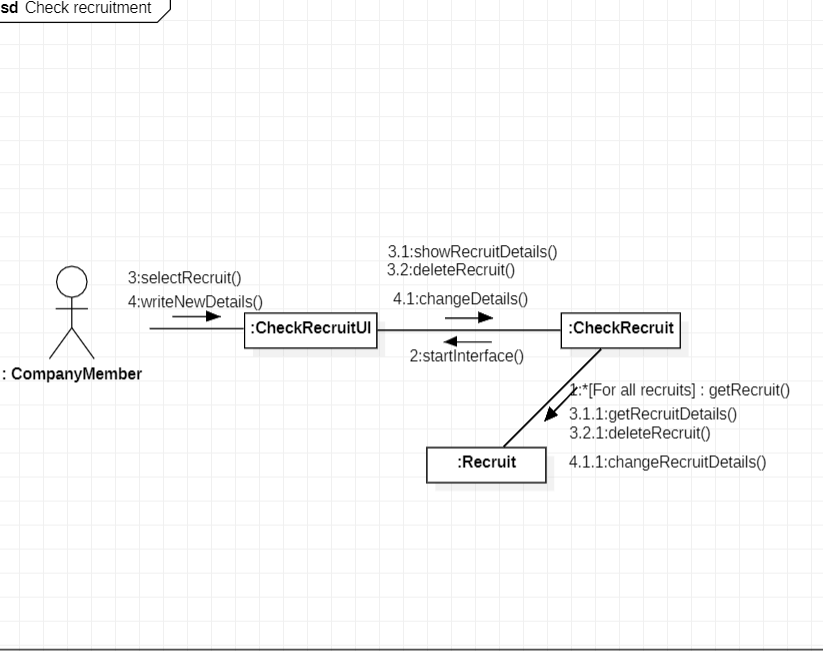 sd Check recruitment
3.1:showRecruitDetails()
3.2:deleteRecruit()
3:selectRecruit()
4:writeNewDetails()
4.1:changeDetails()
:CheckRecruitUI
:CheckRecruit
2:startInterface()
: CompanyMember
1:*[For all recruits] : getRecruit()
3.1.1:getRecruitDetails()
3.2.1:deleteRecruit()
:Recruit
4.1.1:changeRecruitDetails()